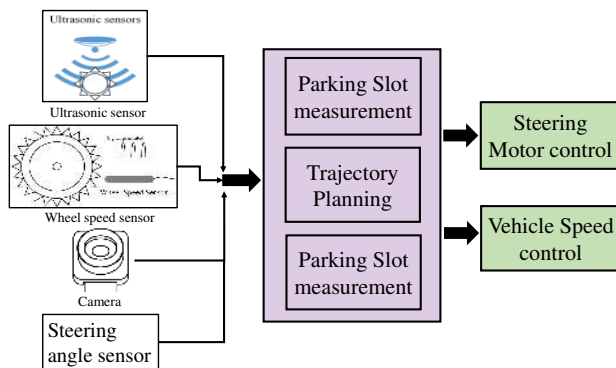 Ultrasonic sensors
Ultrasonic sensor
Wheel Speed Sensor
Wheel speed sensor
Camera
Steering
angle sensor
Parking Slot
measurement
Trajectory
Planning
Parking Slot
measurement
Steering
Motor control
Vehicle Speed
control